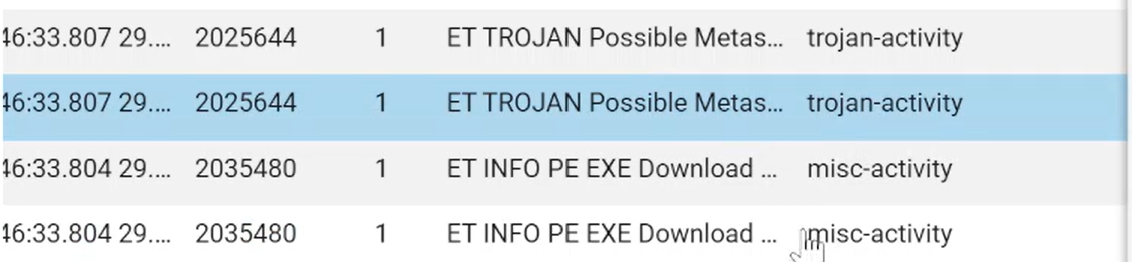 46:33.807 29.... 2025644 1 ET TROJAN Possible Metas... trojan-activity
46:33.807 29.... 2025644 1 ET TROJAN Possible Metas... trojan-activity
46:33.804 29.... 2035480 1 ET INFO PE EXE Download ... misc-activity
46:33.804 29.... 2035480 1 ET INFO PE EXE Download ... misc-activity